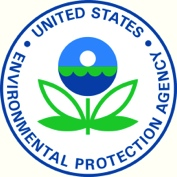 UNITED STATES
ENVIRONMENTAL PROTECTION AGENCY